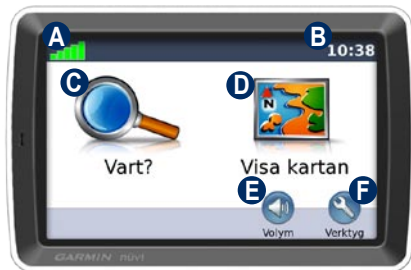 A
B
10:38
C
D
N
Vart?
Visa kartan
E
F
Volym
Verktyg
GARMIN nüvi